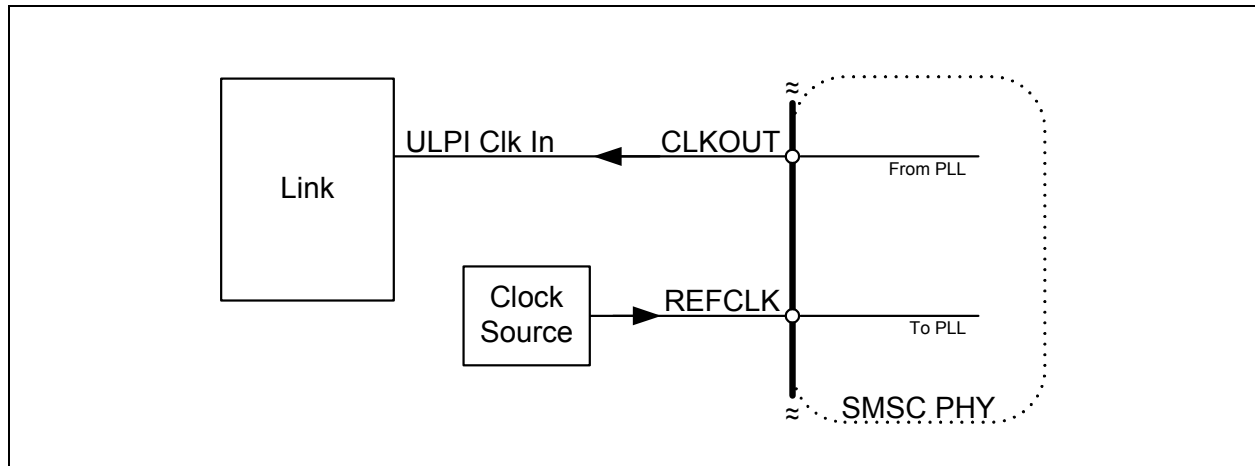 ULPI Clk In
CLKOUT
From PLL
Link
Clock
Source
REFCLK
To PLL
SMSC PHY